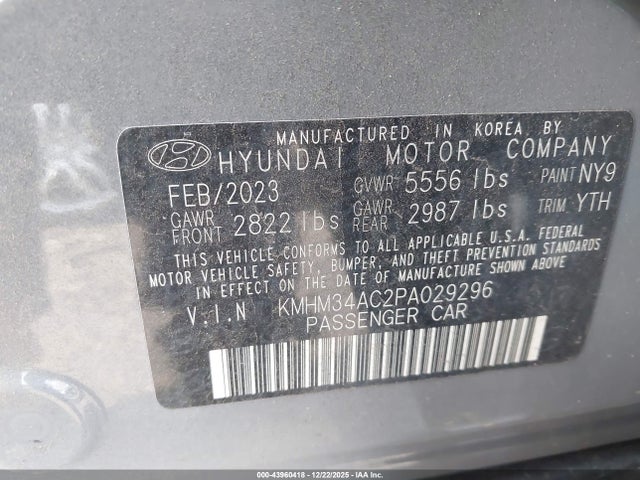 MANUFACTURED IN KOREA BY
HYUNDAI MOTOR COMPANY
FEB/2023 GVWR 5556 lbs PAINT NY9
GAWR FRONT 2822 lbs GAWR REAR 2987 lbs TRIM YTH
THIS VEHICLE CONFORMS TO ALL APPLICABLE U.S.A. FEDERAL
MOTOR VEHICLE SAFETY, BUMPER, AND THEFT PREVENTION STANDARDS
IN EFFECT ON THE DATE OF MANUFACTURE SHOWN ABOVE
V.I.N KMHM34AC2PA029296
PASSENGER CAR
000-43960418 • 12/22/2025 • IAA Inc.